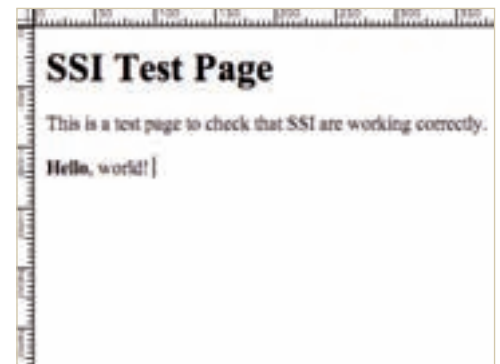 SSI Test Page
This is a test page to check that SSI are working correctly.
Hello, world!